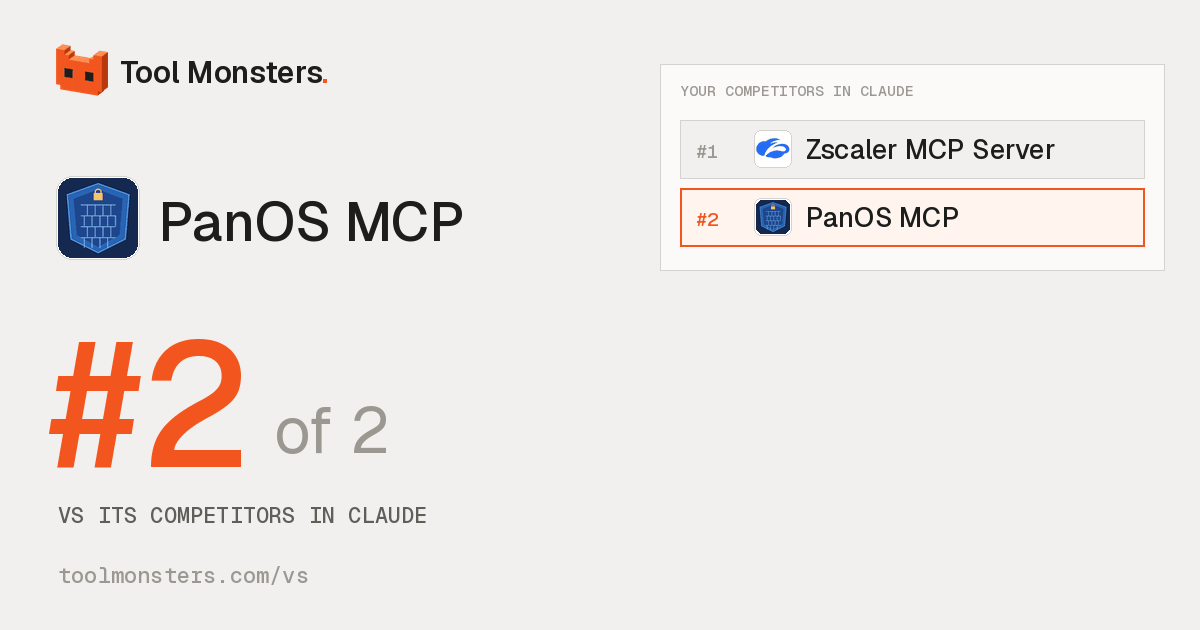 Tool Monsters.
PanOS MCP
#2 of 2
VS ITS COMPETITORS IN CLAUDE
toolmonsters.com/vs
YOUR COMPETITORS IN CLAUDE
#1 Zscaler MCP Server
#2 PanOS MCP